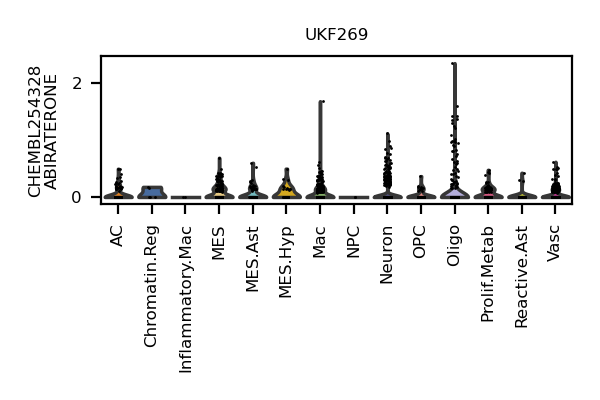 UKF269
CHEMBL254328
ABIRATERONE
2
0
AC
Chromatin.Reg
Inflammatory.Mac
MES
MES.Ast
MES.Hyp
Mac
NPC
Neuron
OPC
Oligo
Prolif.Metab
Reactive.Ast
Vasc